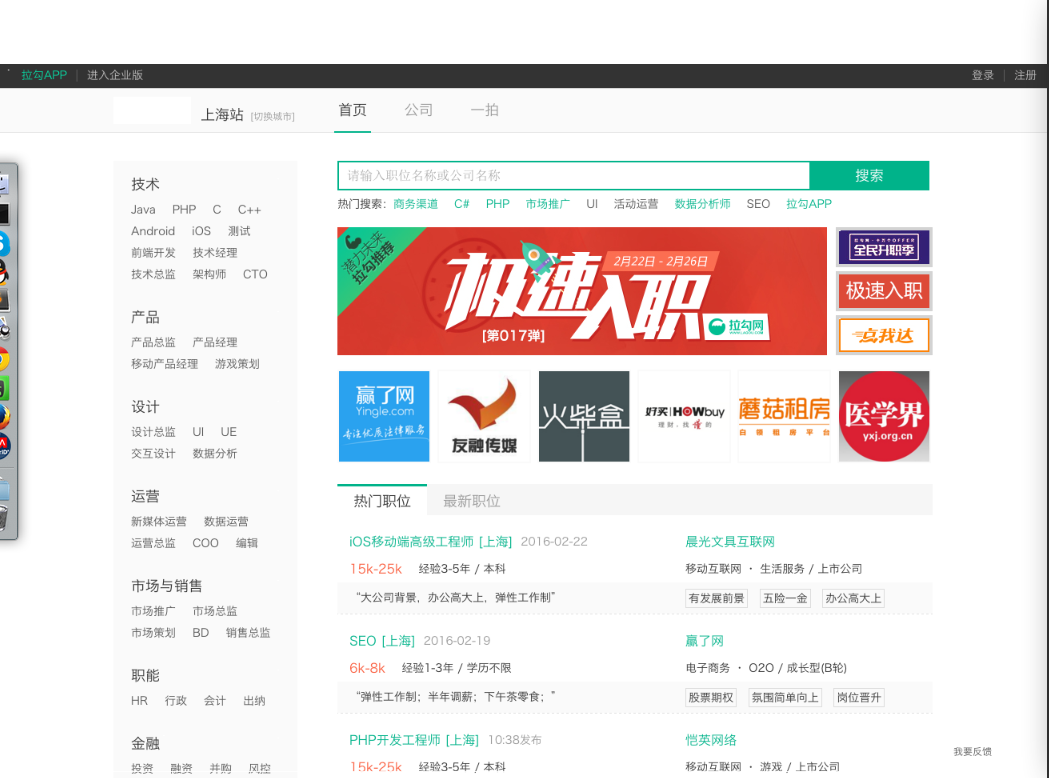 拉勾APP | 进入企业版 登录 | 注册
上海站 [切换城市] 首页 公司 一拍
技术
Java PHP C C++
Android iOS 测试
前端开发 技术经理
技术总监 架构师 CTO
产品
产品总监 产品经理
移动产品经理 游戏策划
设计
设计总监 UI UE
交互设计 数据分析
运营
新媒体运营 数据运营
运营总监 COO 编辑
市场与销售
市场推广 市场总监
市场策划 BD 销售总监
职能
HR 行政 会计 出纳
金融
投资 融资 并购 风控
请输入职位名称或公司名称 搜索
热门搜索: 商务渠道 C# PHP 市场推广 UI 活动运营 数据分析师 SEO 拉勾APP
潜力未来
拉勾推荐
极速入职
2月22日 - 2月26日
[第017弹]
拉勾网
全民升职季
极速入职
点我达
赢了网
Yingle.com
专注优质法律服务
友融传媒
火柴盒
好买HOWbuy
理财，我懂的
蘑菇租房
白领租房平台
医学界
yxj.org.cn
热门职位 最新职位
iOS移动端高级工程师 [上海] 2016-02-22 晨光文具互联网
15k-25k 经验3-5年 / 本科 移动互联网 · 生活服务 / 上市公司
“大公司背景，办公高大上，弹性工作制” 有发展前景 五险一金 办公高大上
SEO [上海] 2016-02-19 赢了网
6k-8k 经验1-3年 / 学历不限 电子商务 · O2O / 成长型(B轮)
“弹性工作制；半年调薪；下午茶零食；” 股票期权 氛围简单向上 岗位晋升
PHP开发工程师 [上海] 10:38发布 恺英网络
15k-25k 经验3-5年 / 本科 移动互联网 · 游戏 / 上市公司
我要反馈